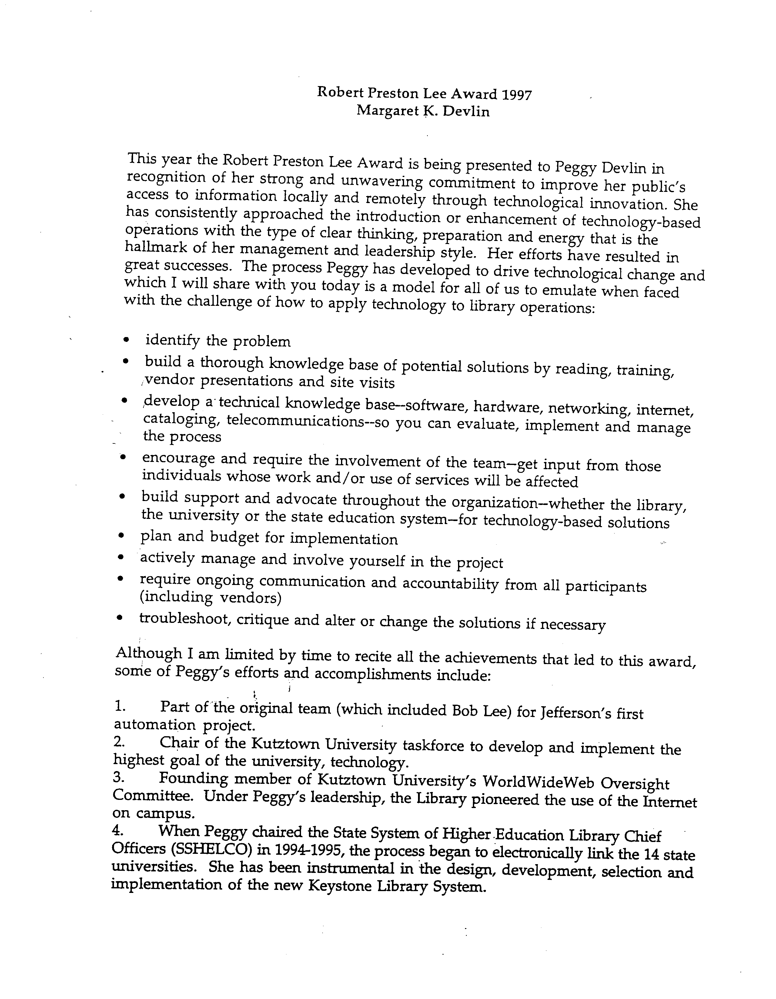 Robert Preston Lee Award 1997
Margaret K. Devlin
This year the Robert Preston Lee Award is being presented to Peggy Devlin in
recognition of her strong and unwavering commitment to improve her public's
access to information locally and remotely through technological innovation. She
has consistently approached the introduction or enhancement of technology-based
operations with the type of clear thinking, preparation and energy that is the
hallmark of her management and leadership style. Her efforts have resulted in
great successes. The process Peggy has developed to drive technological change and
which I will share with you today is a model for all of us to emulate when faced
with the challenge of how to apply technology to library operations:
• identify the problem
• build a thorough knowledge base of potential solutions by reading, training,
vendor presentations and site visits
• develop a technical knowledge base--software, hardware, networking, internet,
cataloging, telecommunications--so you can evaluate, implement and manage
the process
• encourage and require the involvement of the team--get input from those
individuals whose work and/or use of services will be affected
• build support and advocate throughout the organization--whether the library,
the university or the state education system--for technology-based solutions
• plan and budget for implementation
• actively manage and involve yourself in the project
• require ongoing communication and accountability from all participants
(including vendors)
• troubleshoot, critique and alter or change the solutions if necessary
Although I am limited by time to recite all the achievements that led to this award,
some of Peggy's efforts and accomplishments include:
1. Part of the original team (which included Bob Lee) for Jefferson's first
automation project.
2. Chair of the Kutztown University taskforce to develop and implement the
highest goal of the university, technology.
3. Founding member of Kutztown University's WorldWideWeb Oversight
Committee. Under Peggy's leadership, the Library pioneered the use of the Internet
on campus.
4. When Peggy chaired the State System of Higher Education Library Chief
Officers (SSHELCO) in 1994-1995, the process began to electronically link the 14 state
universities. She has been instrumental in the design, development, selection and
implementation of the new Keystone Library System.